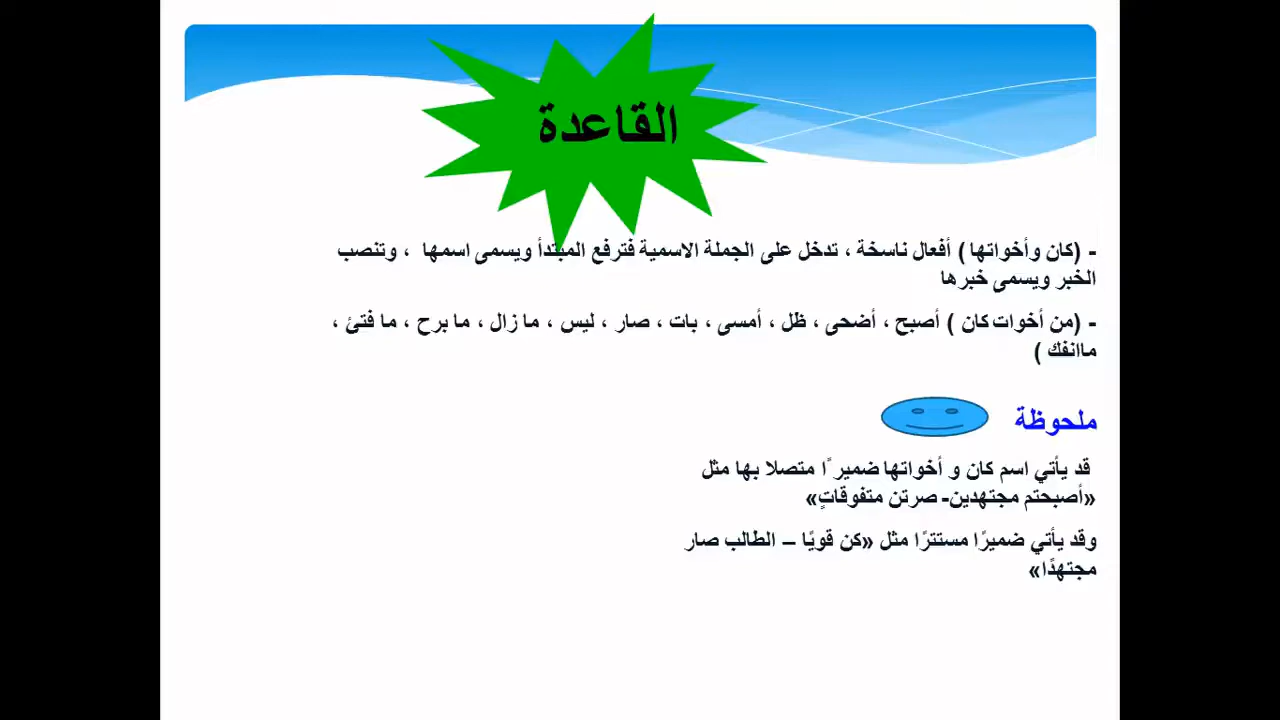 القاعدة
- (كان وأخواتها ) أفعال ناسخة ، تدخل على الجملة الاسمية فترفع المبتدأ ويسمى اسمها ، وتنصب
الخبر ويسمى خبرها
- (من أخوات كان ) أصبح ، أضحى ، ظل ، أمسى ، بات ، صار ، ليس ، ما زال ، ما برح ، ما فتئ ،
ماانفك )
ملحوظة
قد يأتي اسم كان و أخواتها ضمير ًا متصلا بها مثل
«أصبحتم مجتهدين- صرتن متفوقاتٍ»
وقد يأتي ضميرًا مستترًا مثل «كن قويًا – الطالب صار
مجتهدًا»